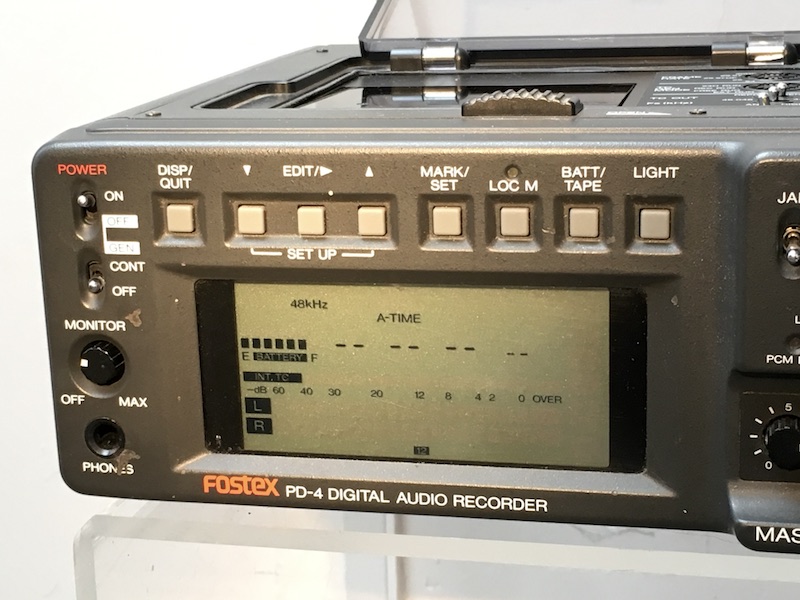 POWER
ON
OFF
GEN
CONT
OFF
MONITOR
OFF MAX
PHONES
DISP/
QUIT
▼ EDIT/▶ ▲
SET UP
MARK/
SET
LOC M
BATT/
TAPE
LIGHT
48kHz
A-TIME
-- -- -- --
E BATTERY F
INT.TC
-dB 60 40 30 20 12 8 4 2 0 OVER
L
R
12
FOSTEX PD-4 DIGITAL AUDIO RECORDER
JA
L
PCM
5
0
MAS